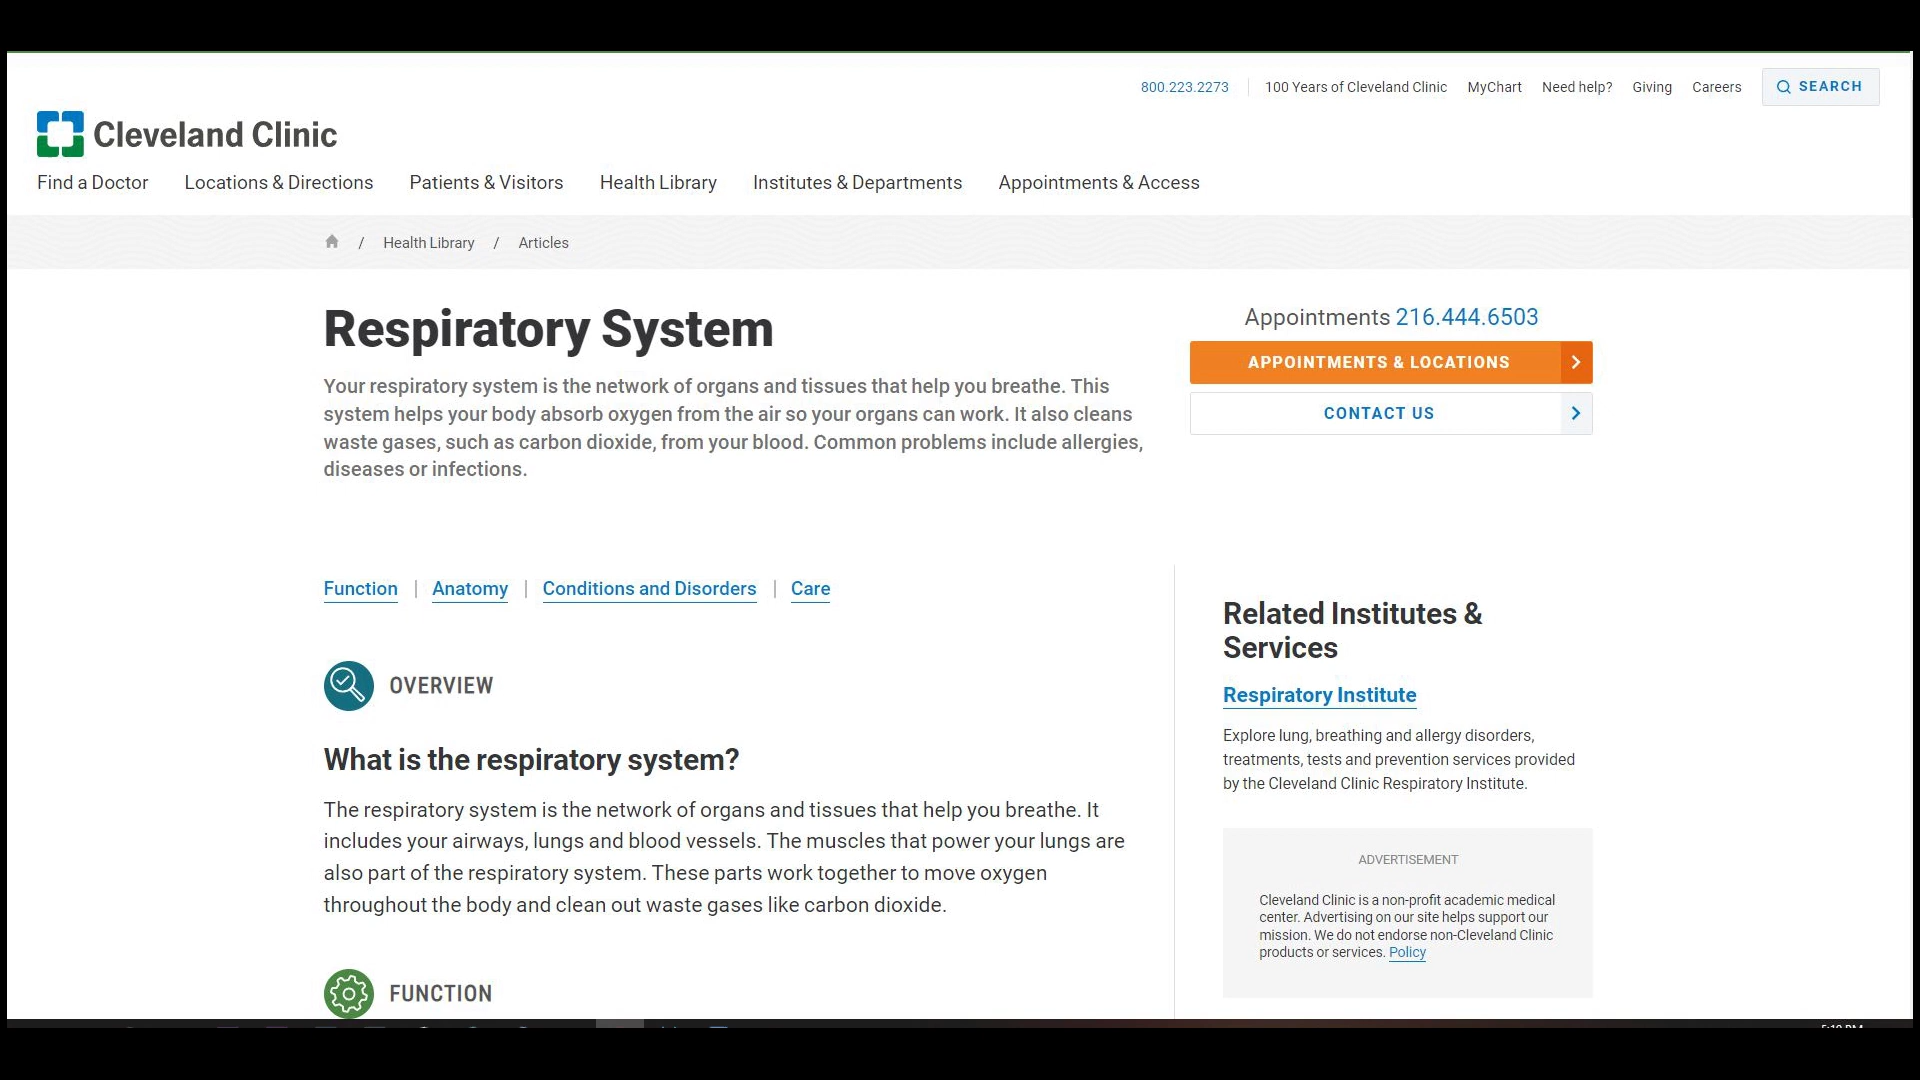 800.223.2273
100 Years of Cleveland Clinic
MyChart
Need help?
Giving
Careers
SEARCH
Cleveland Clinic
Find a Doctor
Locations & Directions
Patients & Visitors
Health Library
Institutes & Departments
Appointments & Access
/ Health Library / Articles
Respiratory System
Your respiratory system is the network of organs and tissues that help you breathe. This
system helps your body absorb oxygen from the air so your organs can work. It also cleans
waste gases, such as carbon dioxide, from your blood. Common problems include allergies,
diseases or infections.
Appointments 216.444.6503
APPOINTMENTS & LOCATIONS
CONTACT US
Function | Anatomy | Conditions and Disorders | Care
OVERVIEW
What is the respiratory system?
The respiratory system is the network of organs and tissues that help you breathe. It
includes your airways, lungs and blood vessels. The muscles that power your lungs are
also part of the respiratory system. These parts work together to move oxygen
throughout the body and clean out waste gases like carbon dioxide.
FUNCTION
Related Institutes &
Services
Respiratory Institute
Explore lung, breathing and allergy disorders,
treatments, tests and prevention services provided
by the Cleveland Clinic Respiratory Institute.
ADVERTISEMENT
Cleveland Clinic is a non-profit academic medical
center. Advertising on our site helps support our
mission. We do not endorse non-Cleveland Clinic
products or services. Policy